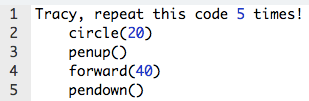 1 Tracy, repeat this code 5 times!
2     circle(20)
3     penup()
4     forward(40)
5     pendown()